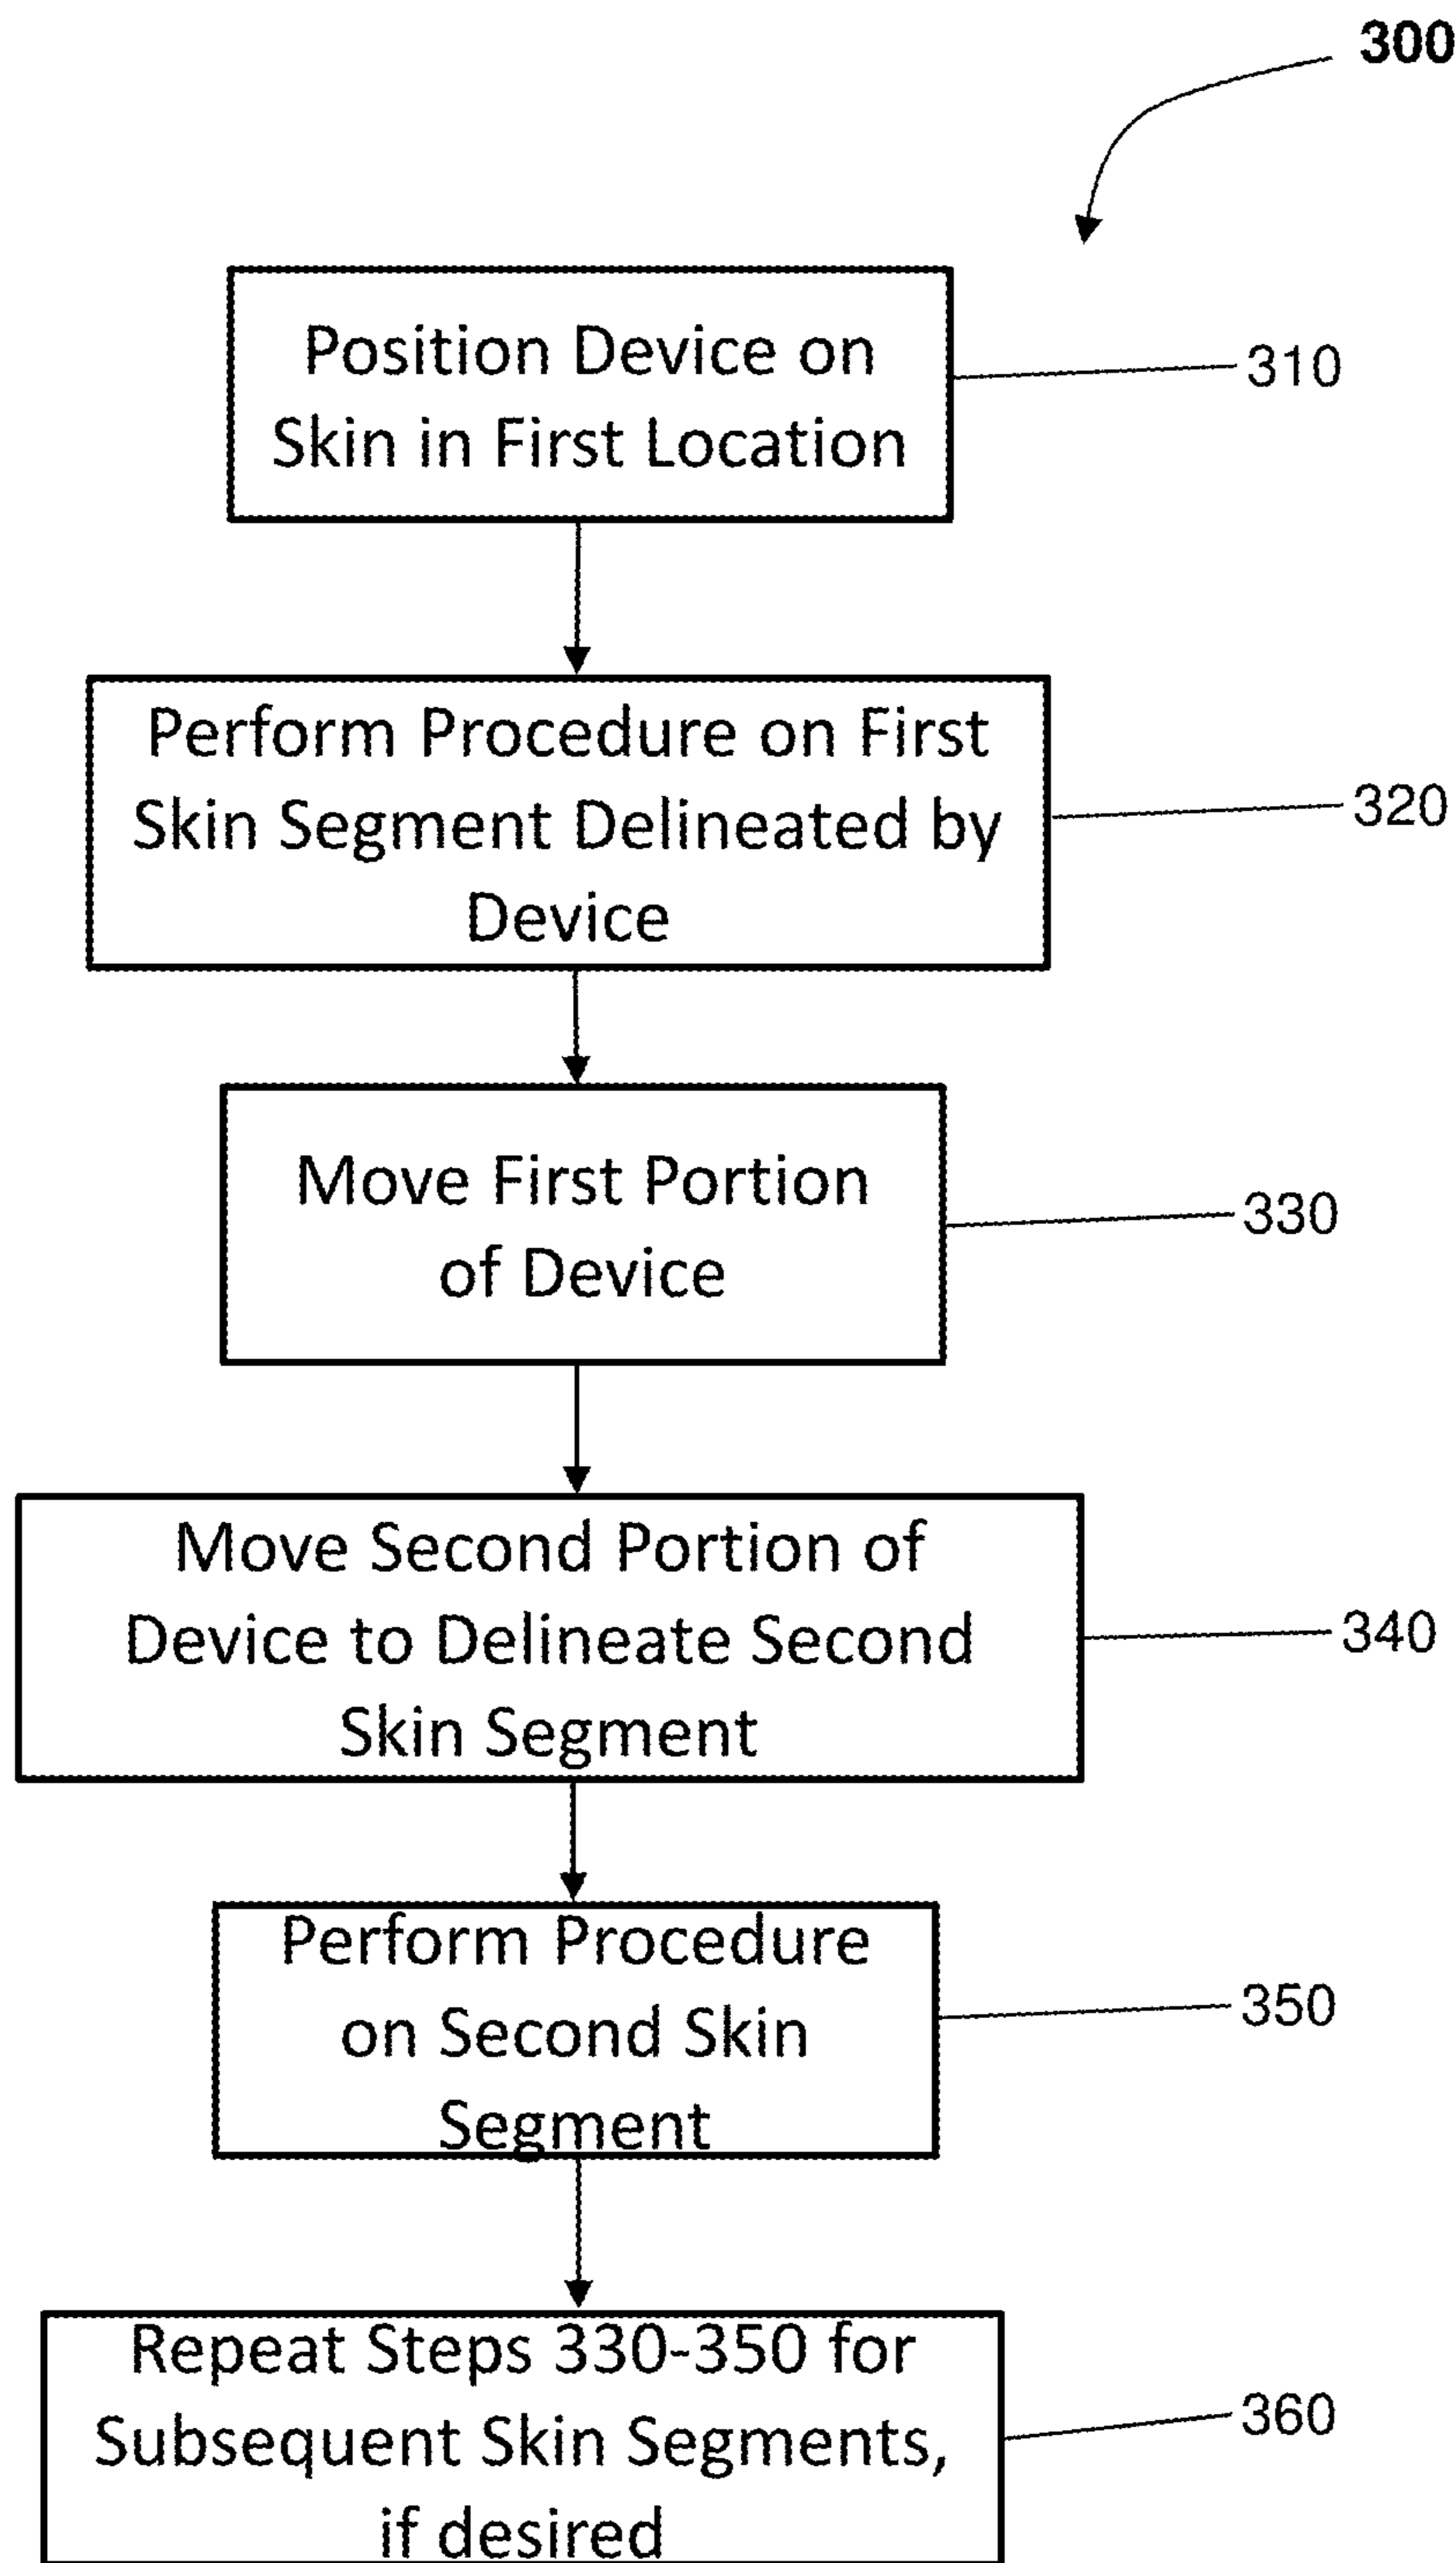 300
Position Device on
Skin in First Location
310
Perform Procedure on First
Skin Segment Delineated by
Device
320
Move First Portion
of Device
330
Move Second Portion of
Device to Delineate Second
Skin Segment
340
Perform Procedure
on Second Skin
Segment
350
Repeat Steps 330-350 for
Subsequent Skin Segments,
if desired
360